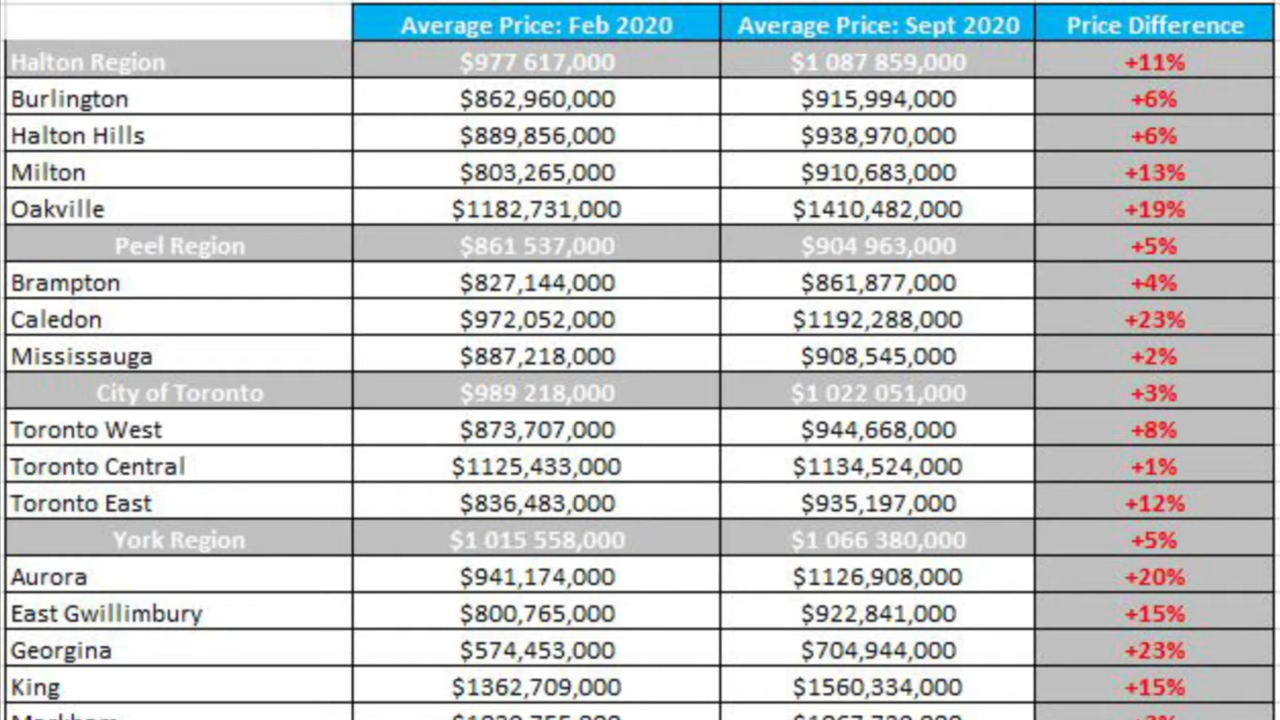 Average Price: Feb 2020 Average Price: Sept 2020 Price Difference
Halton Region $977 617,000 $1 087 859,000 +11%
Burlington $862,960,000 $915,994,000 +6%
Halton Hills $889,856,000 $938,970,000 +6%
Milton $803,265,000 $910,683,000 +13%
Oakville $1182,731,000 $1410,482,000 +19%
Peel Region $861 537,000 $904 963,000 +5%
Brampton $827,144,000 $861,877,000 +4%
Caledon $972,052,000 $1192,288,000 +23%
Mississauga $887,218,000 $908,545,000 +2%
City of Toronto $989 218,000 $1 022 051,000 +3%
Toronto West $873,707,000 $944,668,000 +8%
Toronto Central $1125,433,000 $1134,524,000 +1%
Toronto East $836,483,000 $935,197,000 +12%
York Region $1 015 558,000 $1 066 380,000 +5%
Aurora $941,174,000 $1126,908,000 +20%
East Gwillimbury $800,765,000 $922,841,000 +15%
Georgina $574,453,000 $704,944,000 +23%
King $1362,709,000 $1560,334,000 +15%